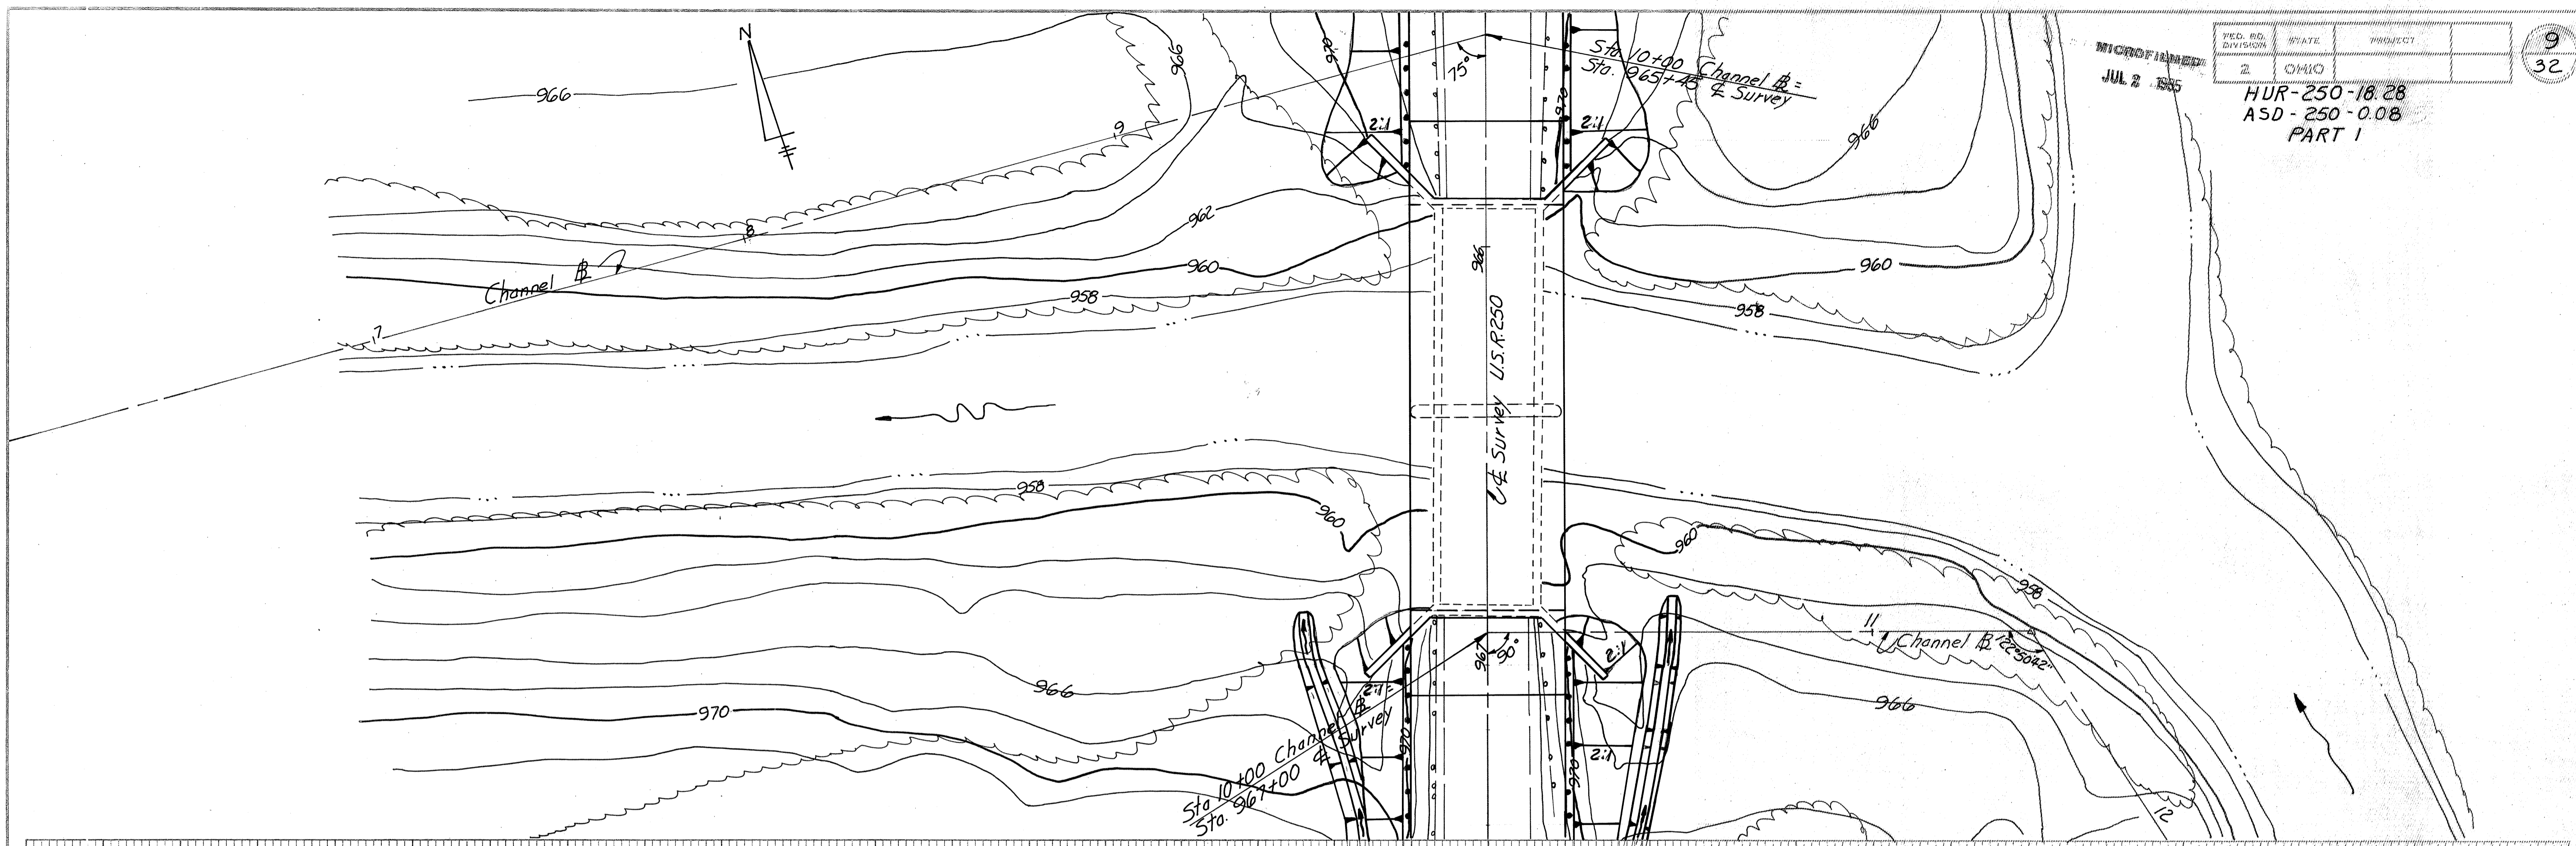 N
966
966
9
8
7
Channel ℞
962
960
958
970
75°
Sta. 10+00 Channel ℞ =
Sta. 965+45 ℄ Survey
970
2:1
2:1
966
960
958
966
℄ Survey U.S.R.250
MICROFILMED
JUL 2 1985
FED. RD. DIVISION
STATE
PROJECT
2
OHIO
9
32
HUR-250-18.28
ASD-250-0.08
PART 1
958
960
966
970
960
958
967
90°
2:1
2:1
2:1
970
970
Sta 10+00 Channel ℞ =
Sta. 967+00 ℄ Survey
11
Channel ℞
22°50'42"
966
12